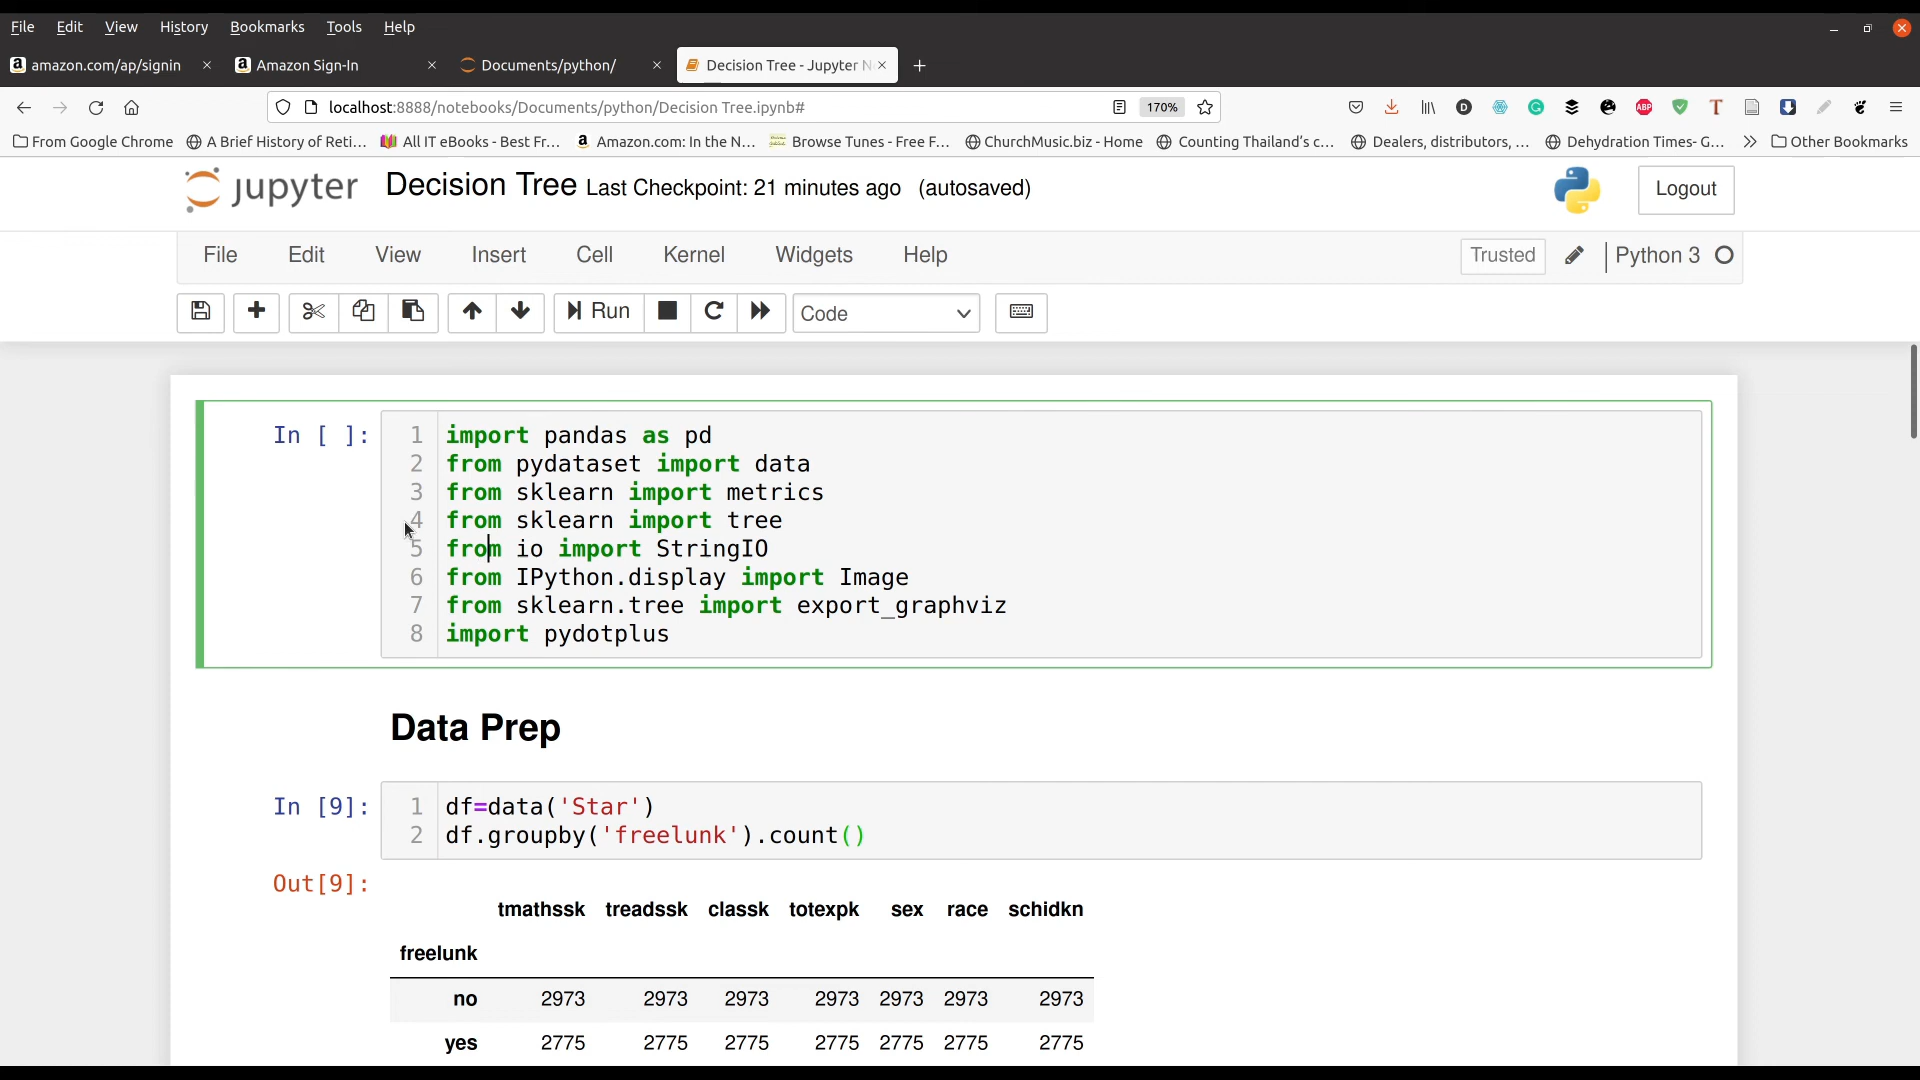 File Edit View History Bookmarks Tools Help
amazon.com/ap/signin Amazon Sign-In Documents/python/ Decision Tree - Jupyter N
localhost:8888/notebooks/Documents/python/Decision Tree.ipynb# 170%
From Google Chrome A Brief History of Reti... All IT eBooks - Best Fr... Amazon.com: In the N... Browse Tunes - Free F... ChurchMusic.biz - Home Counting Thailand's c... Dealers, distributors, ... Dehydration Times- G... Other Bookmarks
jupyter Decision Tree Last Checkpoint: 21 minutes ago (autosaved) Logout
File Edit View Insert Cell Kernel Widgets Help Trusted Python 3
Run Code
In [ ]: 1 import pandas as pd
2 from pydataset import data
3 from sklearn import metrics
4 from sklearn import tree
5 from io import StringIO
6 from IPython.display import Image
7 from sklearn.tree import export_graphviz
8 import pydotplus
Data Prep
In [9]: 1 df=data('Star')
2 df.groupby('freelunk').count()
Out[9]:
tmathssk treadssk classk totexpk sex race schidkn
freelunk
no 2973 2973 2973 2973 2973 2973 2973
yes 2775 2775 2775 2775 2775 2775 2775